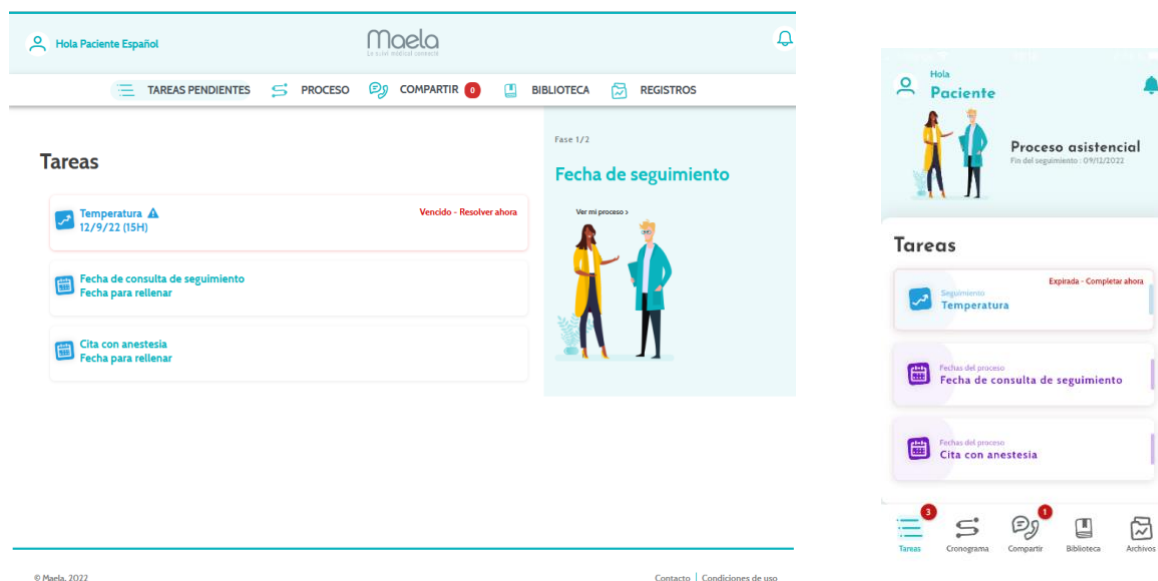 Hola Paciente Español
Maela
Le suivi médical connecté
TAREAS PENDIENTES
PROCESO
COMPARTIR 0
BIBLIOTECA
REGISTROS
Tareas
Temperatura
12/9/22 (15H)
Vencido - Resolver ahora
Fecha de consulta de seguimiento
Fecha para rellenar
Cita con anestesia
Fecha para rellenar
Fase 1/2
Fecha de seguimiento
Ver mi proceso >
© Maela, 2022
Contacto | Condiciones de uso
Hola
Paciente
Proceso asistencial
Fin del seguimiento : 09/12/2022
Tareas
Expirada - Completar ahora
Seguimiento
Temperatura
Fechas del proceso
Fecha de consulta de seguimiento
Fechas del proceso
Cita con anestesia
3
1
Tareas
Cronograma
Compartir
Biblioteca
Archivos